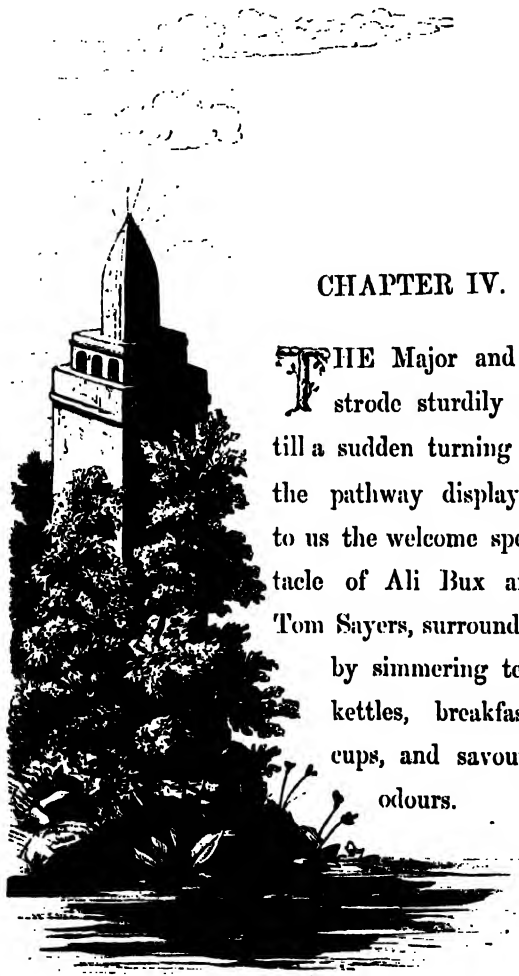 CHAPTER IV.
THE Major and
strode sturdily
till a sudden turning
the pathway display
to us the welcome spe
tacle of Ali Bux a
Tom Sayers, surround
by simmering te
kettles, breakfas
cups, and savou
odours.